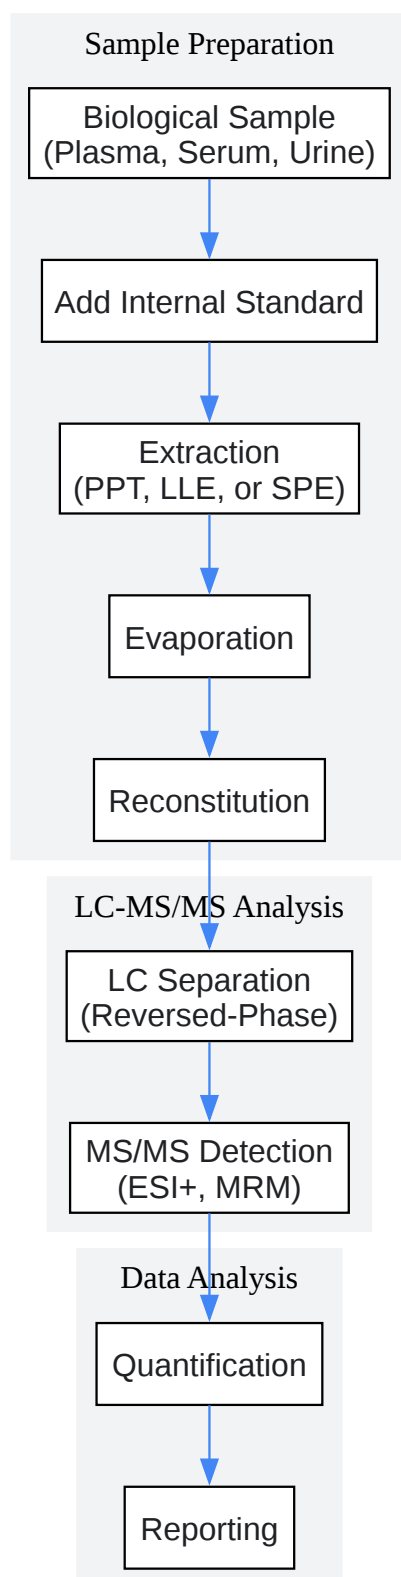 Sample Preparation
Biological Sample
(Plasma, Serum, Urine)
Add Internal Standard
Extraction
(PPT, LLE, or SPE)
Evaporation
Reconstitution
LC-MS/MS Analysis
LC Separation
(Reversed-Phase)
MS/MS Detection
(ESI+, MRM)
Data Analysis
Quantification
Reporting